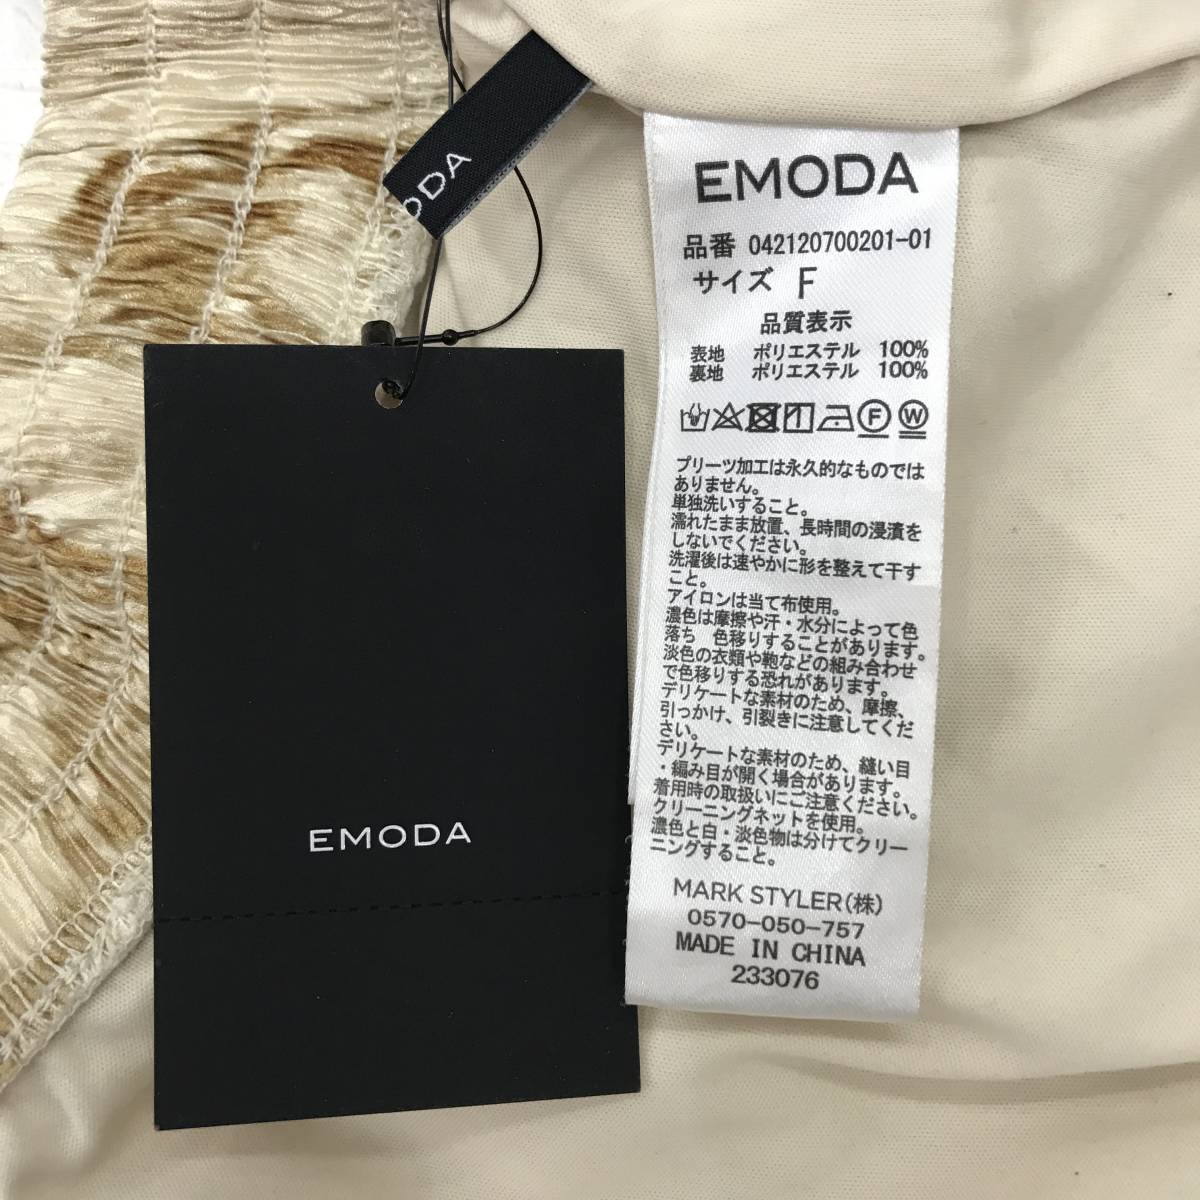 ODA
EMODA
品番 042120700201-01
サイズ F
品質表示
表地 ポリエステル 100%
裏地 ポリエステル 100%
F W
プリーツ加工は永久的なものでは
ありません。
単独洗いすること。
濡れたまま放置、長時間の浸漬を
しないでください。
洗濯後は速やかに形を整えて干す
こと。
アイロンは当て布使用。
濃色は摩擦や汗・水分によって色
落ち 色移りすることがあります。
淡色の衣類や鞄などの組み合わせ
で色移りする恐れがあります。
デリケートな素材のため、摩擦、
引っかけ、引裂きに注意してくだ
さい。
デリケートな素材のため、縫い目
・編み目が開く場合があります。
着用時の取扱いにご注意ください。
クリーニングネットを使用。
濃色と白・淡色物は分けてクリー
ニングすること。
MARK STYLER(株)
0570-050-757
MADE IN CHINA
233076
EMODA